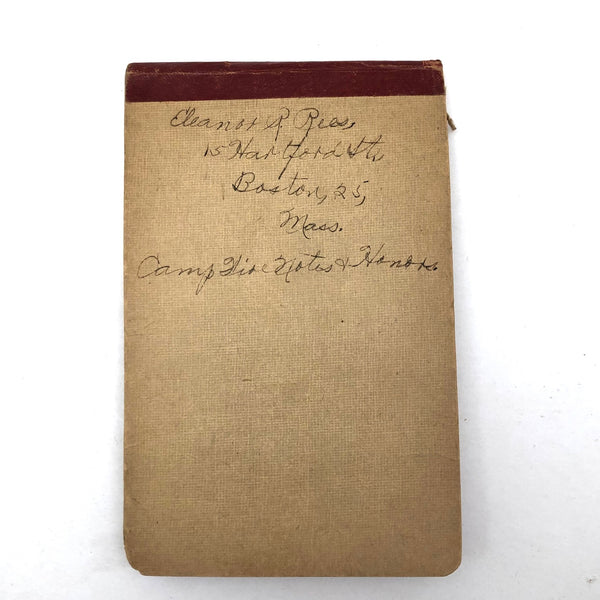 Eleanor R. Rees,
15 Hartford St.,
Boston, 25,
Mass.
Camp Fire Notes & Honors